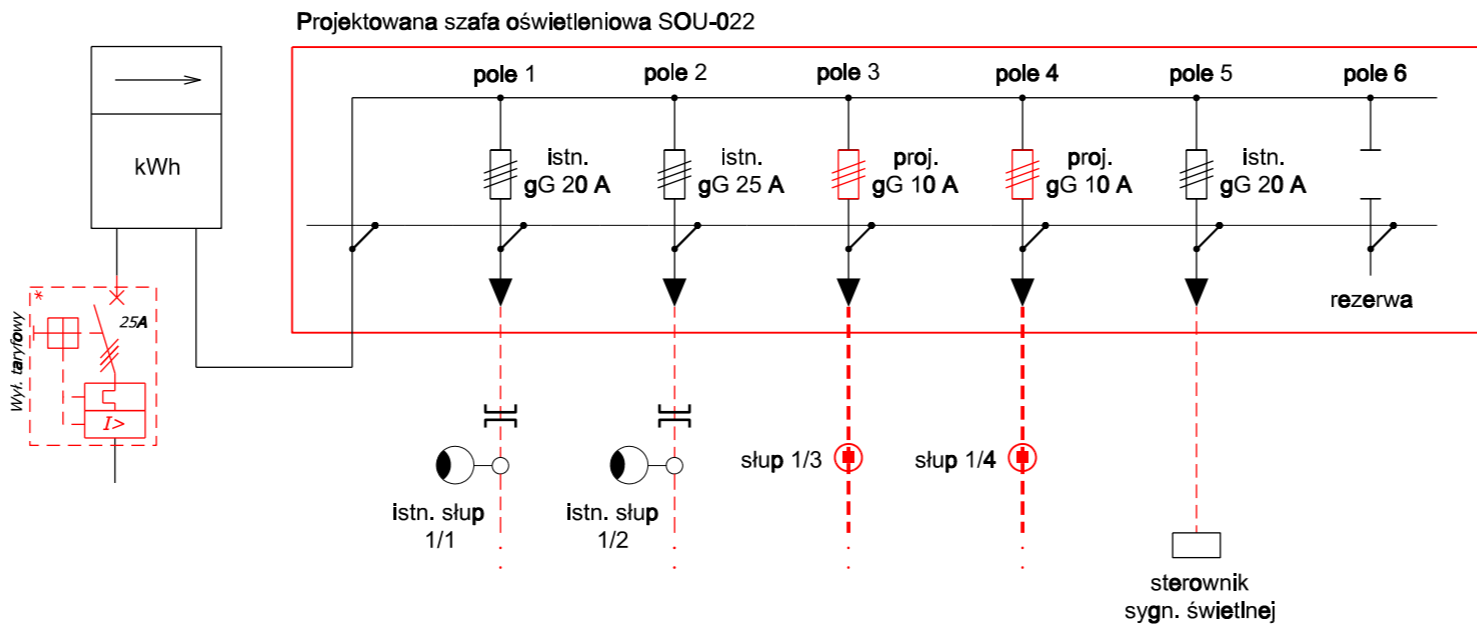 Projektowana szafa oświetleniowa SOU-022
pole 1
pole 2
pole 3
pole 4
pole 5
pole 6
kWh
istn.
gG 20 A
istn.
gG 25 A
proj.
gG 10 A
proj.
gG 10 A
istn.
gG 20 A
rezerwa
Wył. taryfowy
*
25A
I>
istn. słup
1/1
istn. słup
1/2
słup 1/3
słup 1/4
sterownik
sygn. świetlnej